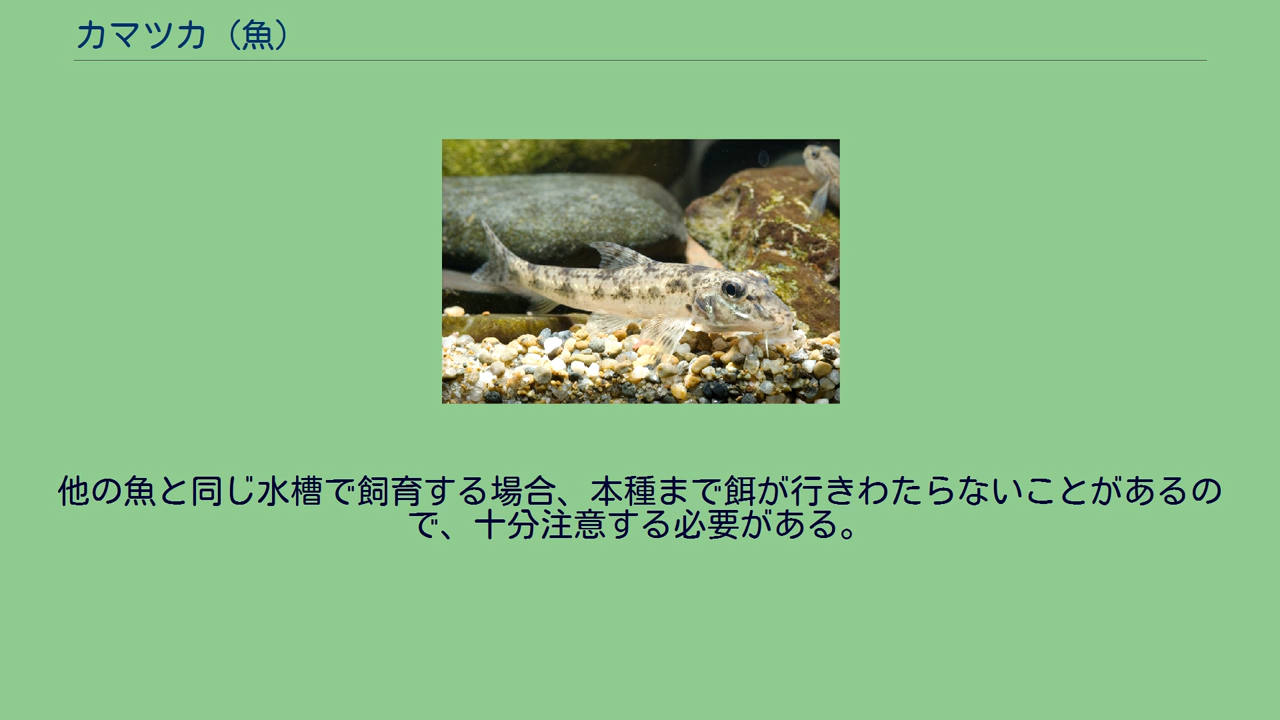 カマツカ（魚）
他の魚と同じ水槽で飼育する場合、本種まで餌が行きわたらないことがあるの
で、十分注意する必要がある。